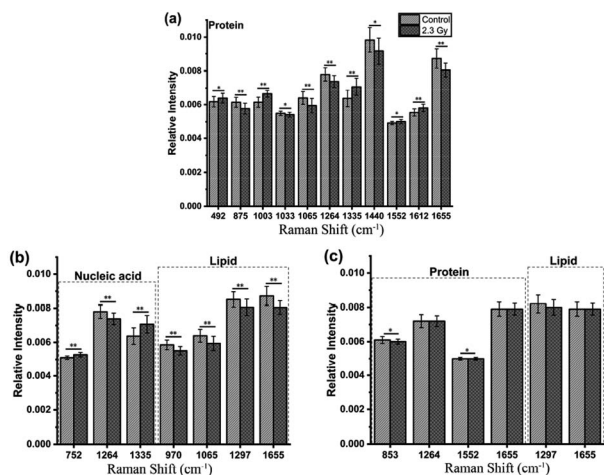 (a)
Protein
Control
2.3 Gy
Relative Intensity
0.010
0.008
0.006
0.004
0.002
0.000
* ** ** * ** ** ** * * ** **
492 875 1003 1033 1065 1264 1335 1440 1552 1612 1655
Raman Shift (cm-1)
(b)
Nucleic acid
Lipid
Relative Intensity
0.010
0.008
0.006
0.004
0.002
0.000
** ** ** ** ** ** **
752 1264 1335 970 1065 1297 1655
Raman Shift (cm-1)
(c)
Protein
Lipid
Relative Intensity
0.010
0.008
0.006
0.004
0.002
0.000
* *
853 1264 1552 1655 1297 1655
Raman Shift (cm-1)